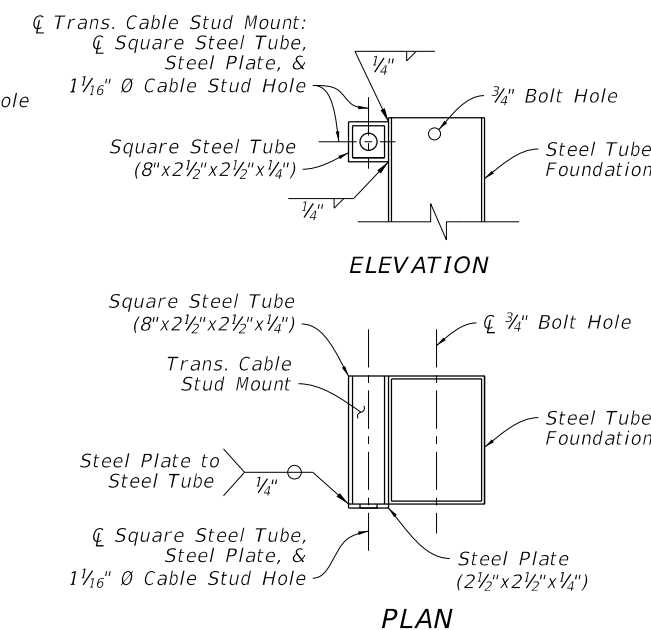 ℄ Trans. Cable Stud Mount:
℄ Square Steel Tube,
Steel Plate, &
1 1/16" Ø Cable Stud Hole
ole
1/4"
3/4" Bolt Hole
Square Steel Tube
(8"x2 1/2"x2 1/2"x1/4")
Steel Tube
Foundation
1/4"
ELEVATION
Square Steel Tube
(8"x2 1/2"x2 1/2"x1/4")
℄ 3/4" Bolt Hole
Trans. Cable
Stud Mount
Steel Tube
Foundation
Steel Plate to
Steel Tube
1/4"
℄ Square Steel Tube,
Steel Plate, &
1 1/16" Ø Cable Stud Hole
Steel Plate
(2 1/2"x2 1/2"x1/4")
PLAN